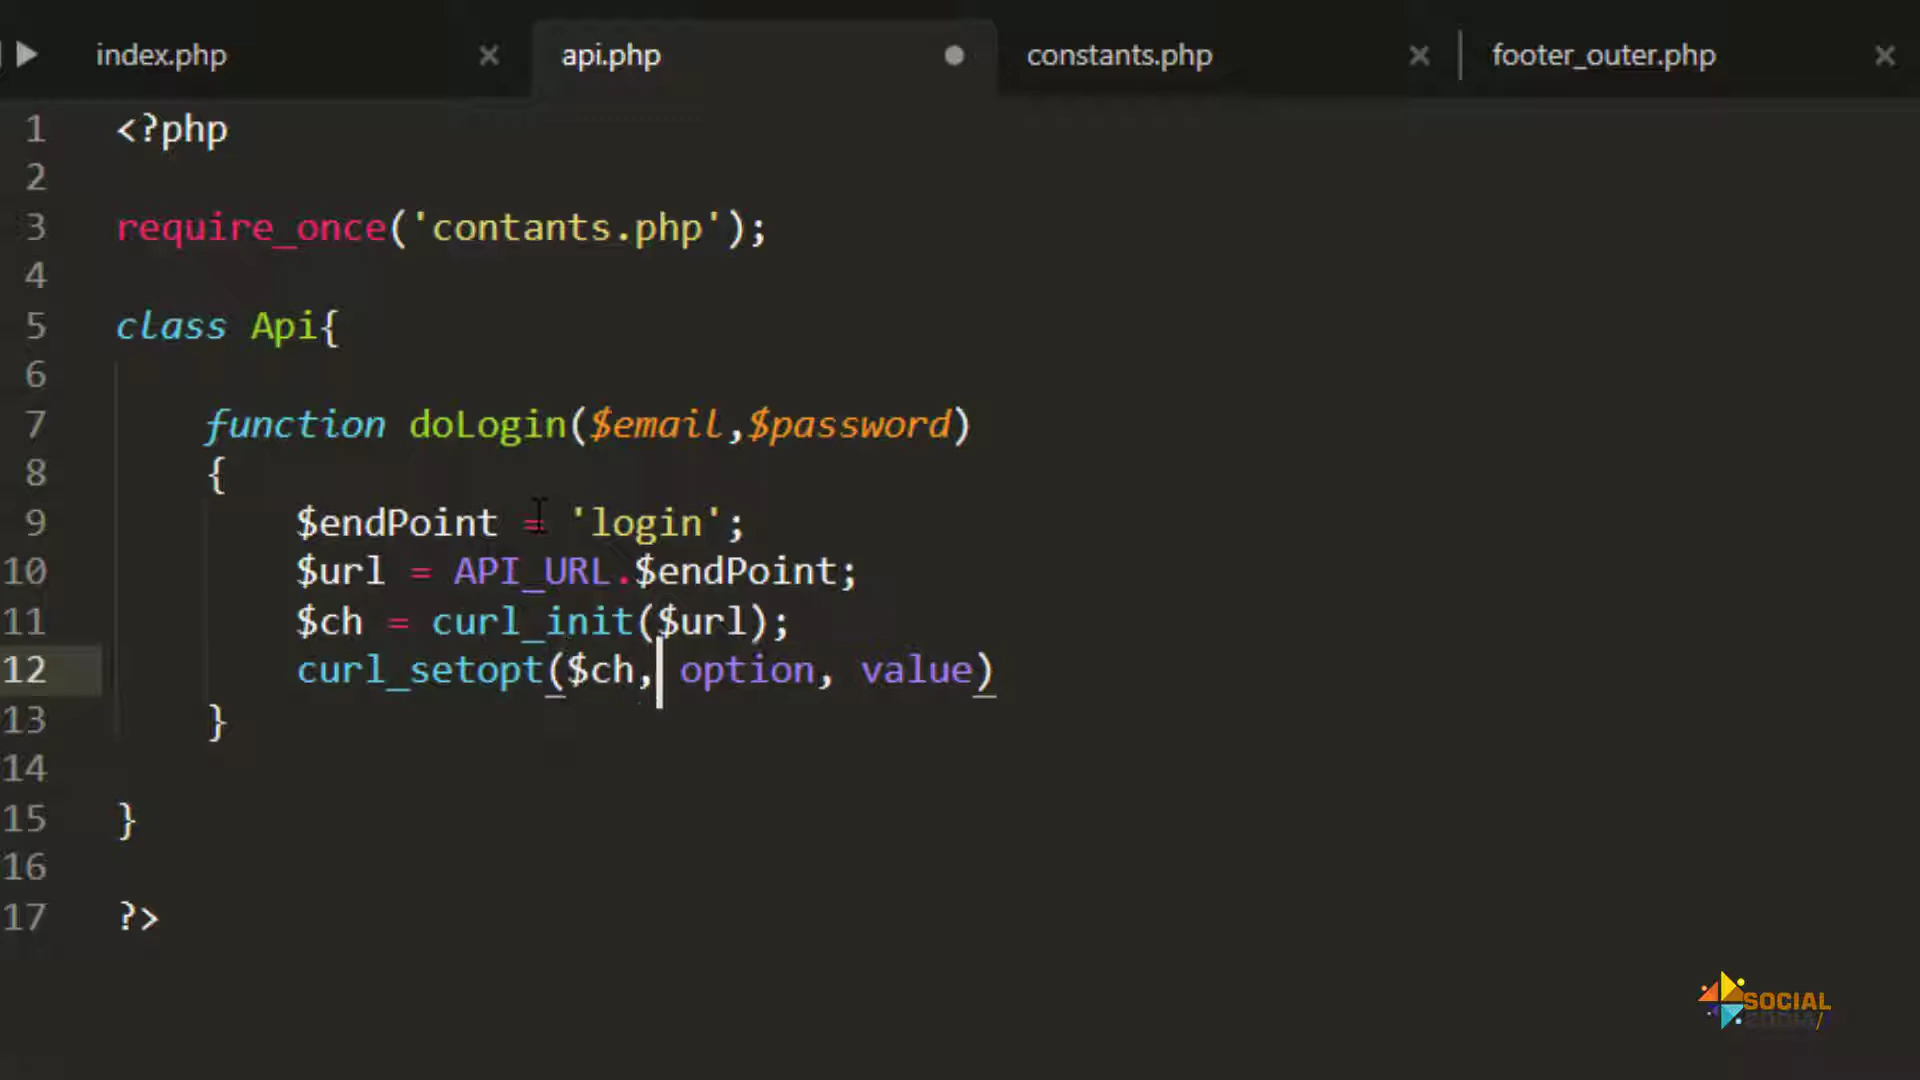 index.php api.php constants.php footer_outer.php
1 <?php
2
3 require_once('contants.php');
4
5 class Api{
6
7 function doLogin($email,$password)
8 {
9 $endPoint = 'login';
10 $url = API_URL.$endPoint;
11 $ch = curl_init($url);
12 curl_setopt($ch, option, value)
13 }
14
15 }
16
17 ?>
SOCIAL